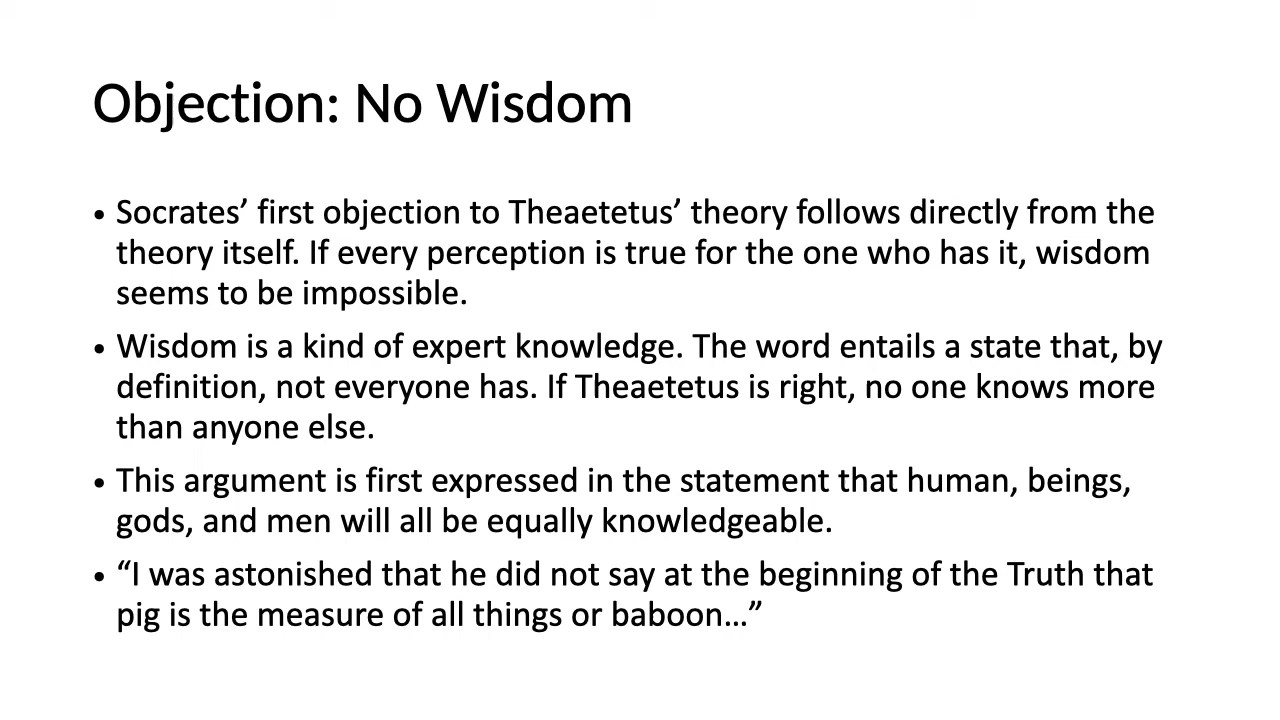 Objection: No Wisdom
• Socrates’ first objection to Theaetetus’ theory follows directly from the
theory itself. If every perception is true for the one who has it, wisdom
seems to be impossible.
• Wisdom is a kind of expert knowledge. The word entails a state that, by
definition, not everyone has. If Theaetetus is right, no one knows more
than anyone else.
• This argument is first expressed in the statement that human, beings,
gods, and men will all be equally knowledgeable.
• “I was astonished that he did not say at the beginning of the Truth that
pig is the measure of all things or baboon…”